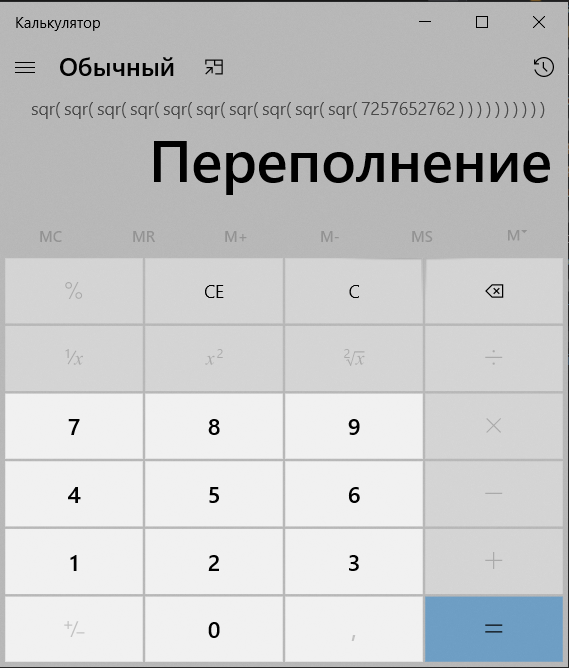 Калькулятор
Обычный
sqr( sqr( sqr( sqr( sqr( sqr( sqr( sqr( sqr( sqr( 7257652762 ) ) ) ) ) ) ) ) ) )
Переполнение
MC MR M+ M- MS M˅
% CE C
¹/x x² ²√x ÷
7 8 9 ×
4 5 6 −
1 2 3 +
+/− 0 , =